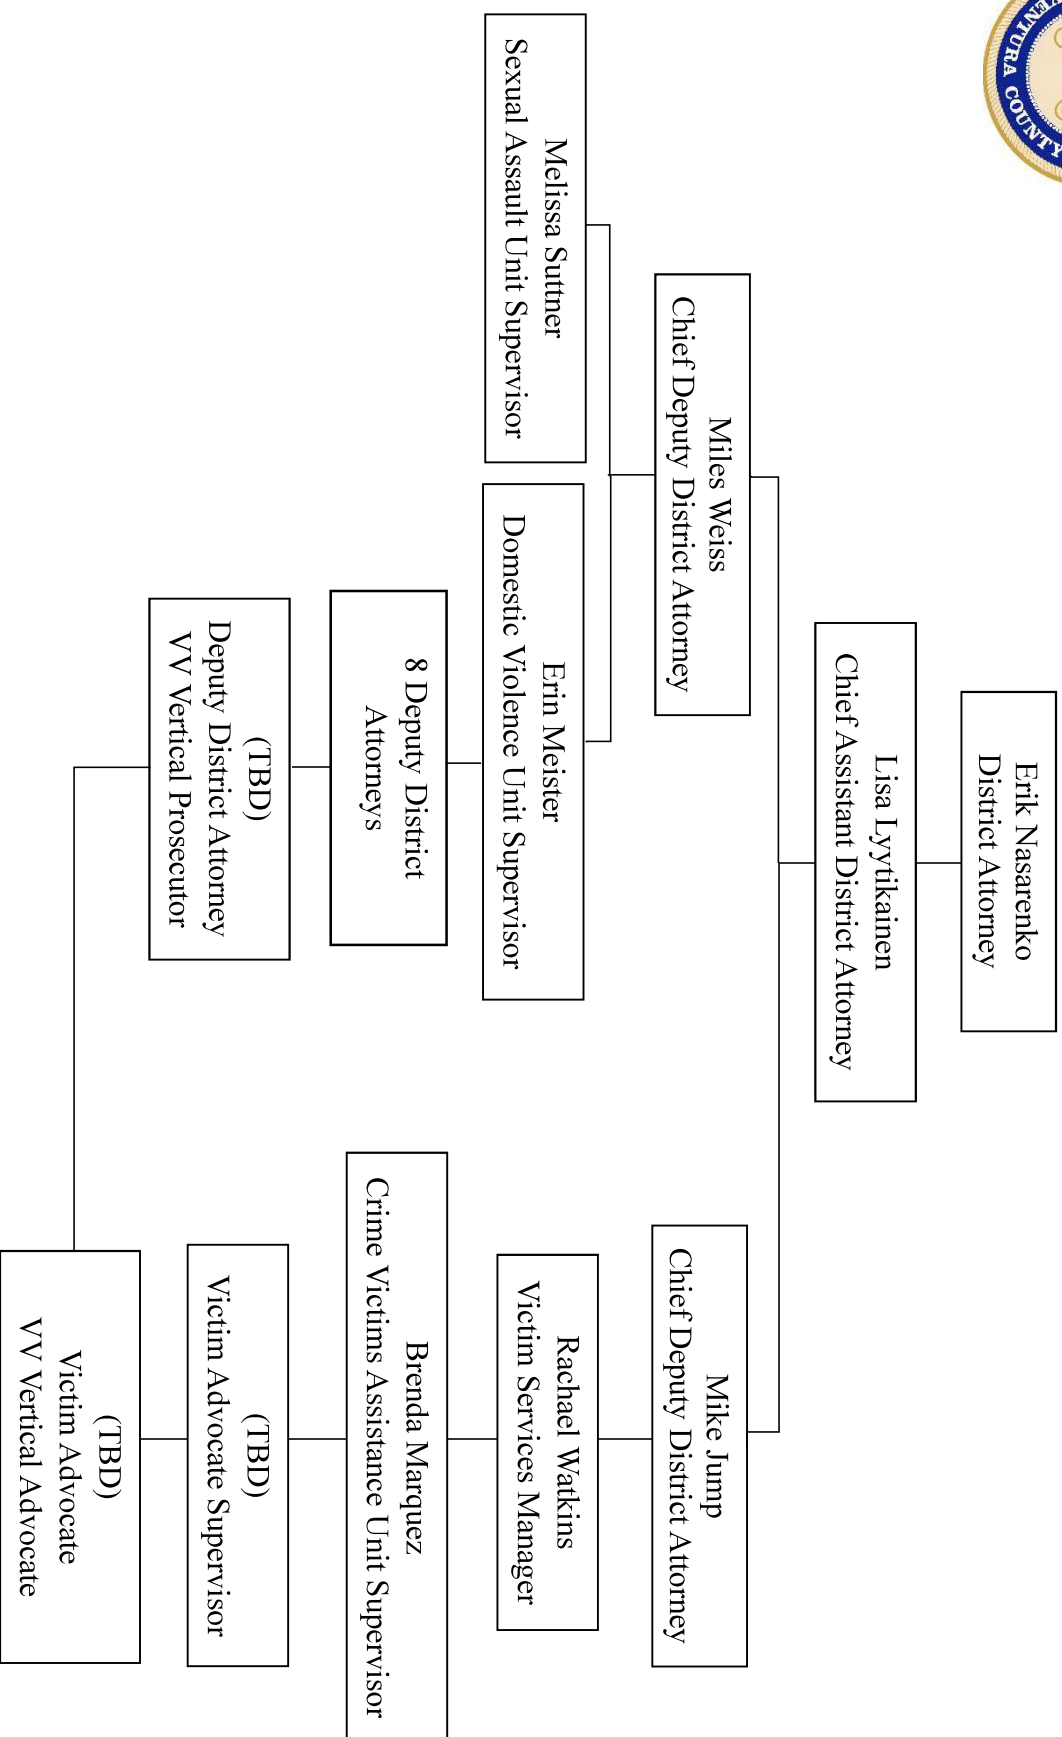 VENTURA COUNTY
Erik Nasarenko
District Attorney
Lisa Lyytikainen
Chief Assistant District Attorney
Miles Weiss
Chief Deputy District Attorney
Mike Jump
Chief Deputy District Attorney
Melissa Suttner
Sexual Assault Unit Supervisor
Erin Meister
Domestic Violence Unit Supervisor
Rachael Watkins
Victim Services Manager
8 Deputy District
Attorneys
Brenda Marquez
Crime Victims Assistance Unit Supervisor
(TBD)
Deputy District Attorney
VV Vertical Prosecutor
(TBD)
Victim Advocate Supervisor
(TBD)
Victim Advocate
VV Vertical Advocate